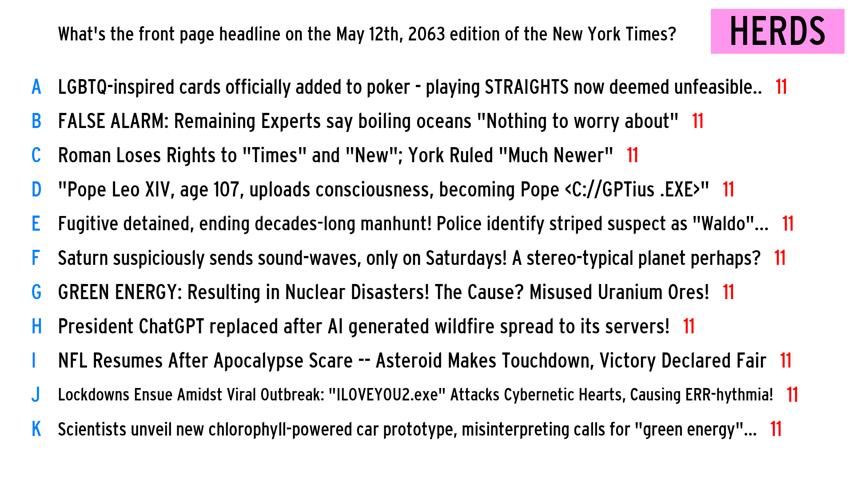 What's the front page headline on the May 12th, 2063 edition of the New York Times? HERDS
A LGBTQ-inspired cards officially added to poker - playing STRAIGHTS now deemed unfeasible.. 11
B FALSE ALARM: Remaining Experts say boiling oceans "Nothing to worry about" 11
C Roman Loses Rights to "Times" and "New"; York Ruled "Much Newer" 11
D "Pope Leo XIV, age 107, uploads consciousness, becoming Pope <C://GPTius .EXE>" 11
E Fugitive detained, ending decades-long manhunt! Police identify striped suspect as "Waldo"... 11
F Saturn suspiciously sends sound-waves, only on Saturdays! A stereo-typical planet perhaps? 11
G GREEN ENERGY: Resulting in Nuclear Disasters! The Cause? Misused Uranium Ores! 11
H President ChatGPT replaced after AI generated wildfire spread to its servers! 11
I NFL Resumes After Apocalypse Scare -- Asteroid Makes Touchdown, Victory Declared Fair 11
J Lockdowns Ensue Amidst Viral Outbreak: "ILOVEYOU2.exe" Attacks Cybernetic Hearts, Causing ERR-hythmia! 11
K Scientists unveil new chlorophyll-powered car prototype, misinterpreting calls for "green energy"... 11